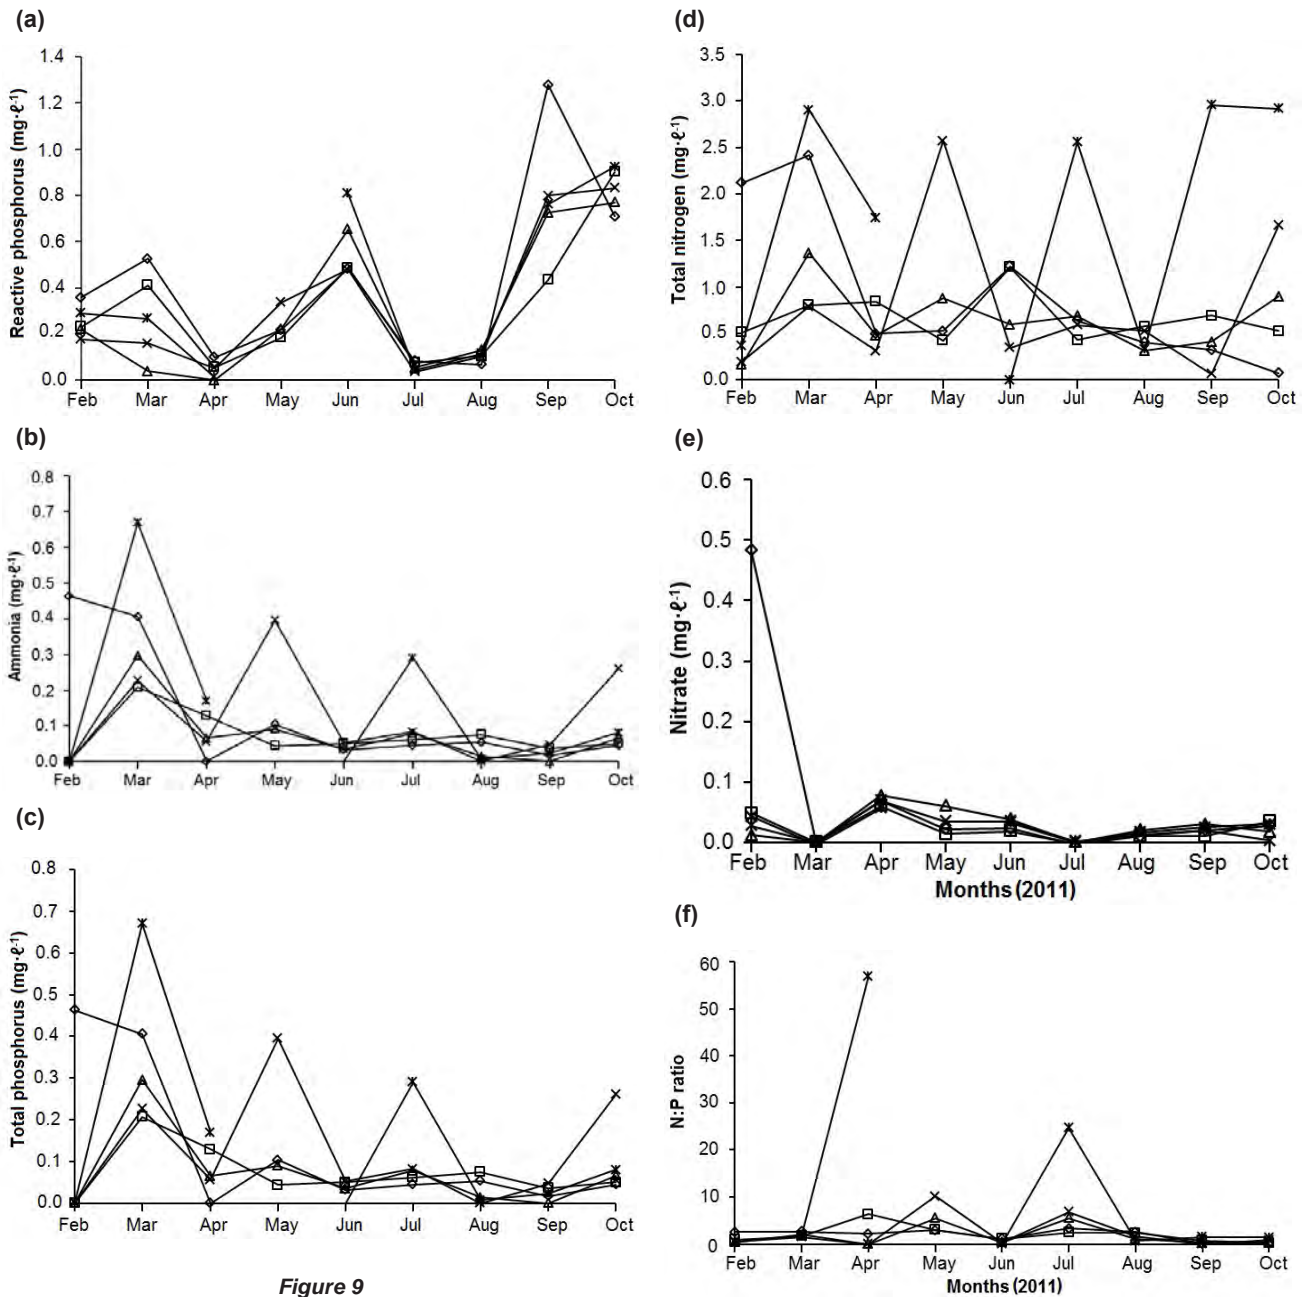 (a)
Reactive phosphorus (mg·ℓ-1)
1.4
1.2
1.0
0.8
0.6
0.4
0.2
0.0
Feb Mar Apr May Jun Jul Aug Sep Oct
(b)
Ammonia (mg·ℓ-1)
0.8
0.7
0.6
0.5
0.4
0.3
0.2
0.1
0.0
Feb Mar Apr May Jun Jul Aug Sep Oct
(c)
Total phosphorus (mg·ℓ-1)
0.8
0.7
0.6
0.5
0.4
0.3
0.2
0.1
0.0
Feb Mar Apr May Jun Jul Aug Sep Oct
Figure 9
(d)
Total nitrogen (mg·ℓ-1)
3.5
3.0
2.5
2.0
1.5
1.0
0.5
0.0
Feb Mar Apr May Jun Jul Aug Sep Oct
(e)
Nitrate (mg·ℓ-1)
0.6
0.5
0.4
0.3
0.2
0.1
0.0
Feb Mar Apr May Jun Jul Aug Sep Oct
Months (2011)
(f)
N:P ratio
60
50
40
30
20
10
0
Feb Mar Apr May Jun Jul Aug Sep Oct
Months (2011)